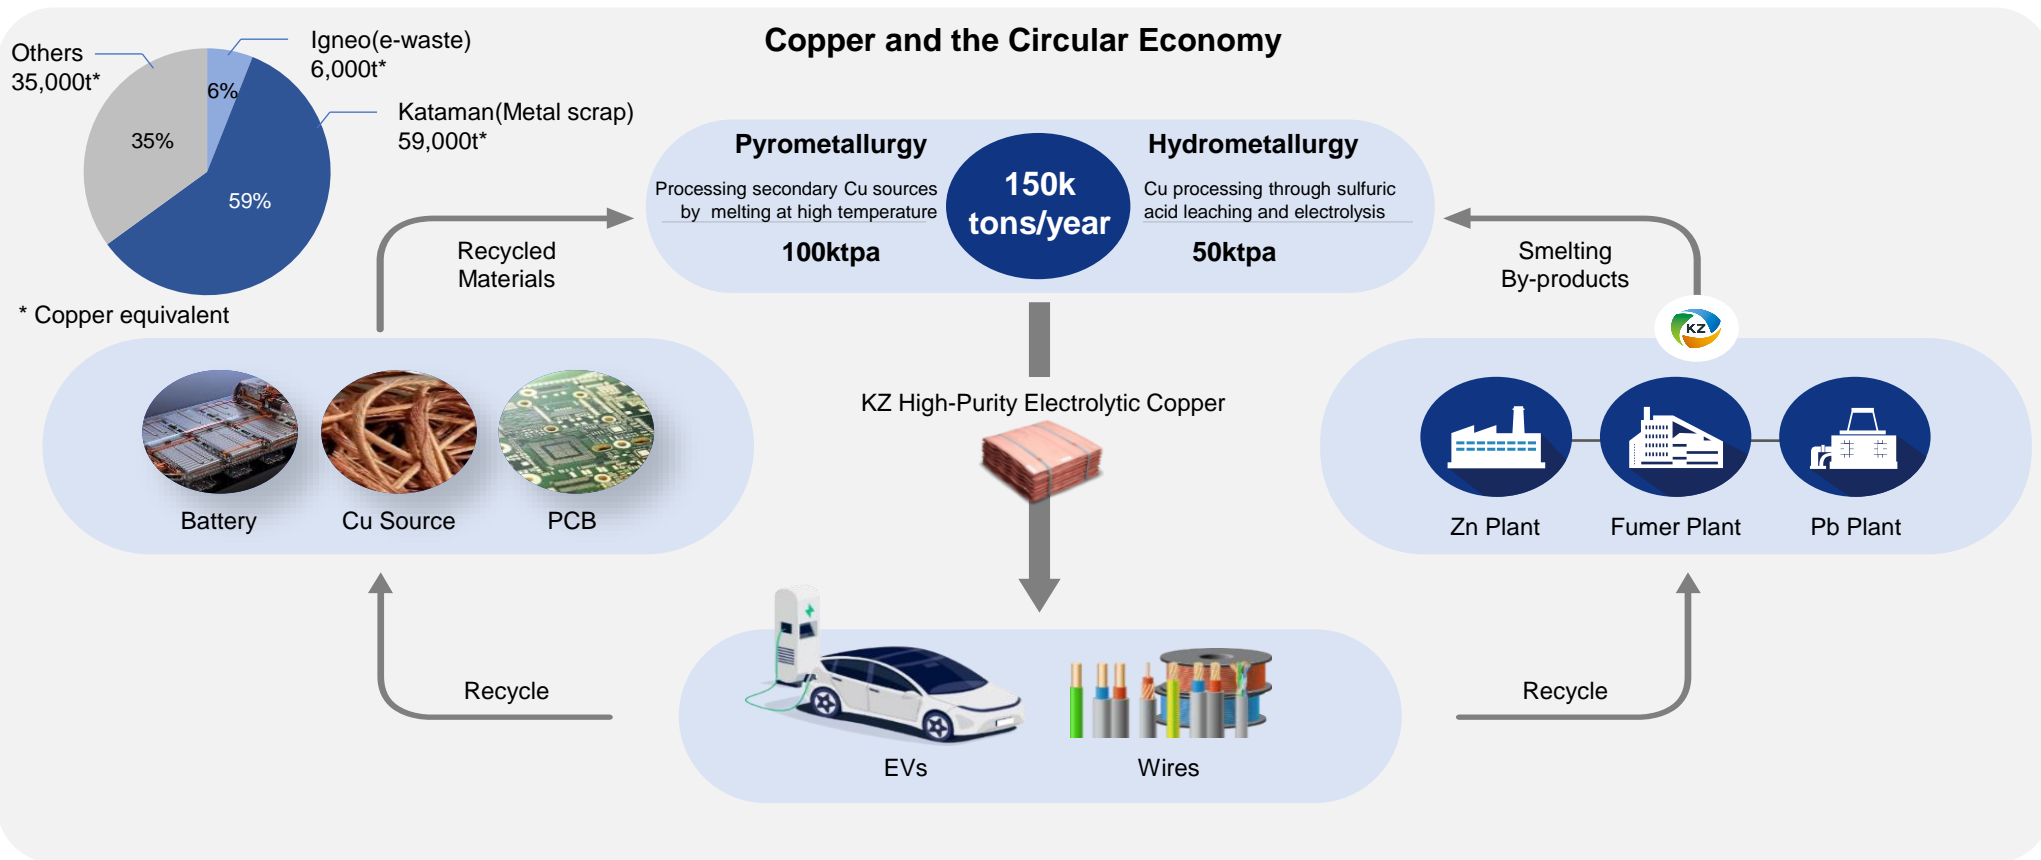 Copper and the Circular Economy
Others
35,000t*
Igneo(e-waste)
6,000t*
6%
Kataman(Metal scrap)
59,000t*
35%
59%
* Copper equivalent
Pyrometallurgy
Processing secondary Cu sources
by melting at high temperature
100ktpa
150k
tons/year
Hydrometallurgy
Cu processing through sulfuric
acid leaching and electrolysis
50ktpa
Recycled
Materials
Smelting
By-products
KZ
KZ High-Purity Electrolytic Copper
Battery
Cu Source
PCB
Zn Plant
Fumer Plant
Pb Plant
Recycle
Recycle
EVs
Wires